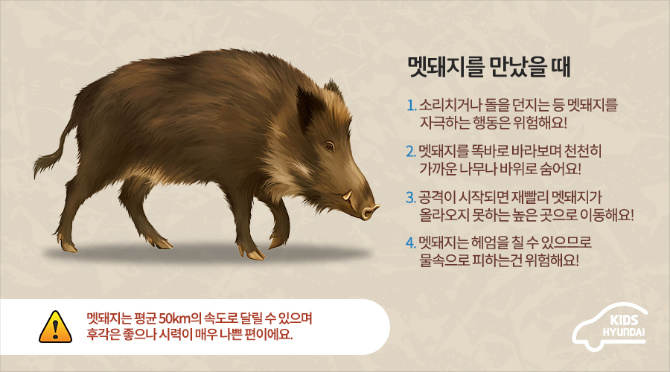 멧돼지를 만났을 때
1. 소리치거나 돌을 던지는 등 멧돼지를
자극하는 행동은 위험해요!
2. 멧돼지를 똑바로 바라보며 천천히
가까운 나무나 바위로 숨어요!
3. 공격이 시작되면 재빨리 멧돼지가
올라오지 못하는 높은 곳으로 이동해요!
4. 멧돼지는 헤엄을 칠 수 있으므로
물속으로 피하는건 위험해요!
멧돼지는 평균 50km의 속도로 달릴 수 있으며
후각은 좋으나 시력이 매우 나쁜 편이에요.
KIDS
HYUNDAI